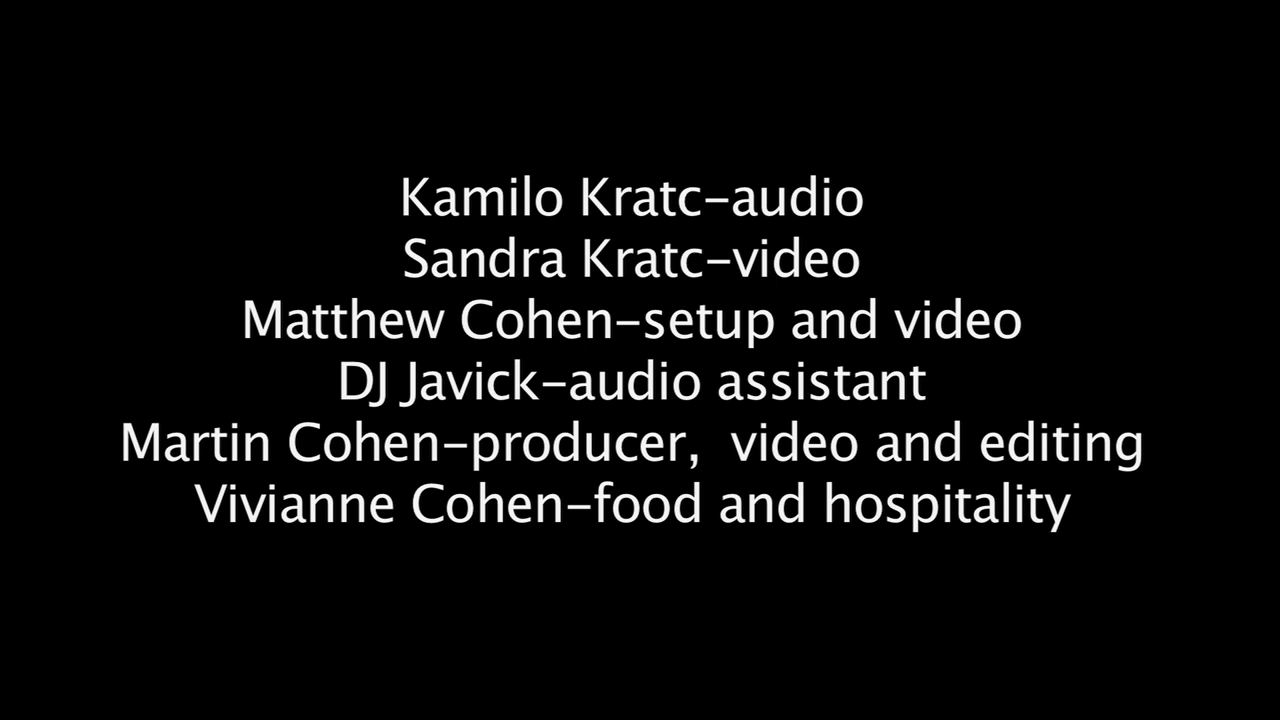 Kamilo Kratc-audio
Sandra Kratc-video
Matthew Cohen-setup and video
DJ Javick-audio assistant
Martin Cohen-producer,  video and editing
Vivianne Cohen-food and hospitality